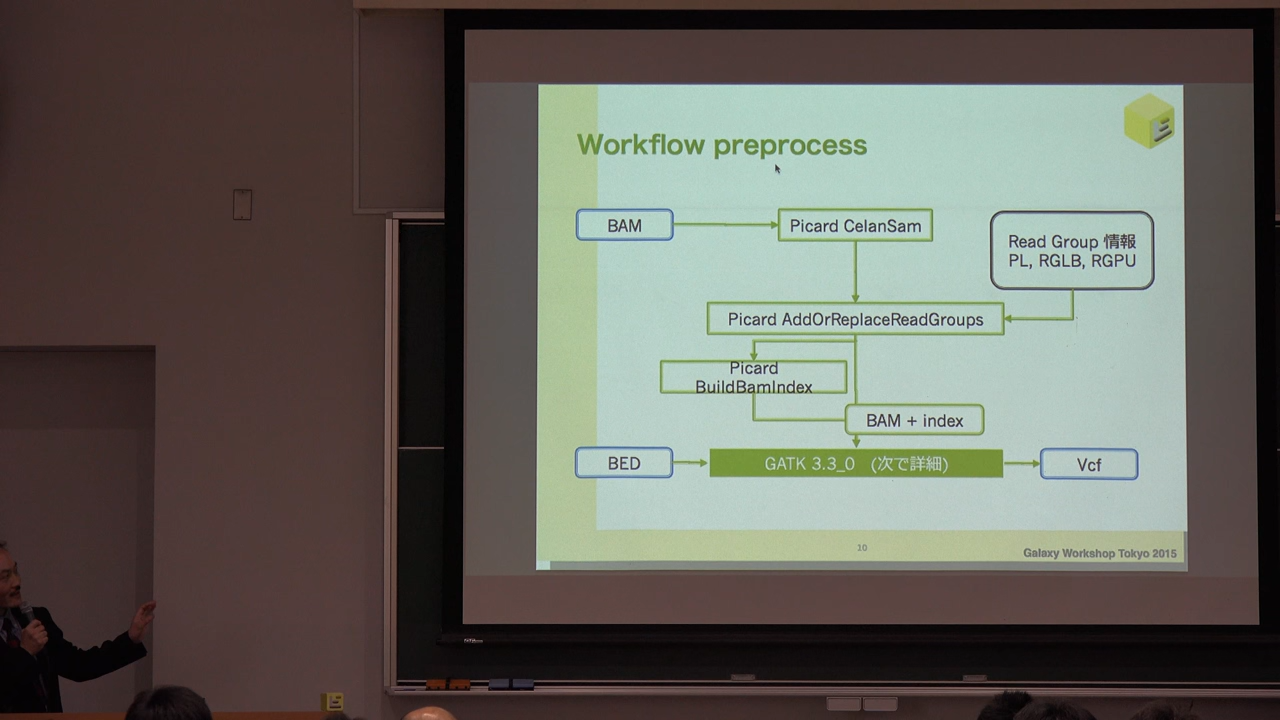 Workflow preprocess
BAM
Picard CelanSam
Read Group 情報
PL, RGLB, RGPU
Picard AddOrReplaceReadGroups
Picard
BuildBamIndex
BAM + index
BED
GATK 3.3_0 (次で詳細)
Vcf
10
Galaxy Workshop Tokyo 2015